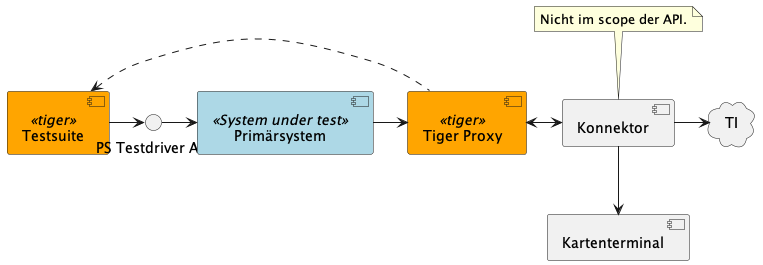 Nicht im scope der API.
«tiger»
Testsuite
PS Testdriver A
«System under test»
Primärsystem
«tiger»
Tiger Proxy
Konnektor
TI
Kartenterminal